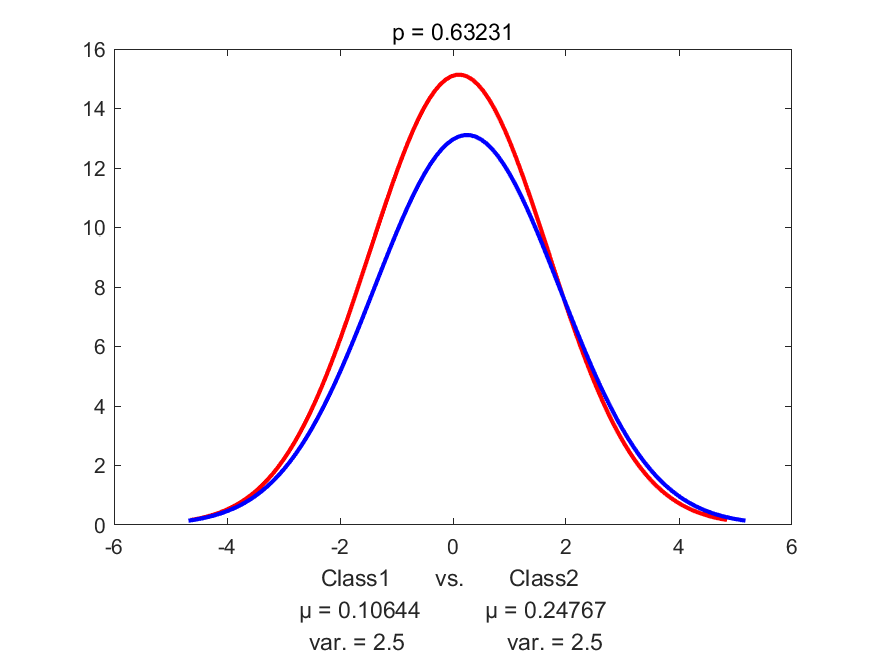 p = 0.63231
16
14
12
10
8
6
4
2
0
-6 -4 -2 0 2 4 6
Class1 vs. Class2
μ = 0.10644 μ = 0.24767
var. = 2.5 var. = 2.5